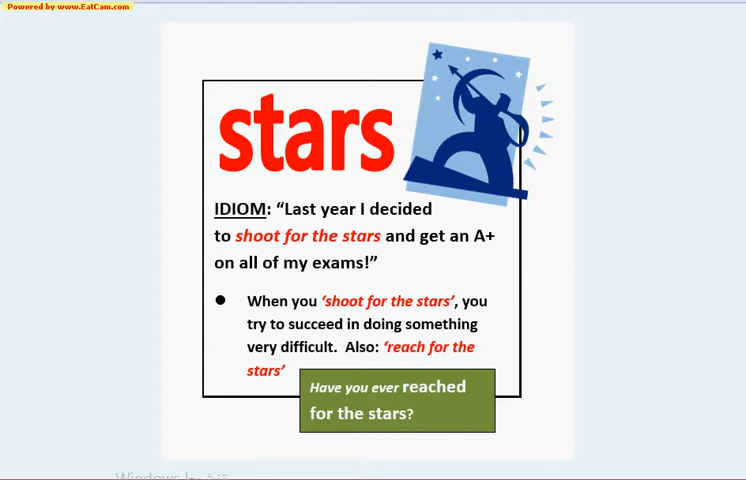 Powered by www.EatCam.com
stars
IDIOM: “Last year I decided
to shoot for the stars and get an A+
on all of my exams!”
● When you ‘shoot for the stars’, you
try to succeed in doing something
very difficult. Also: ‘reach for the
stars’
Have you ever reached
for the stars?
Windows